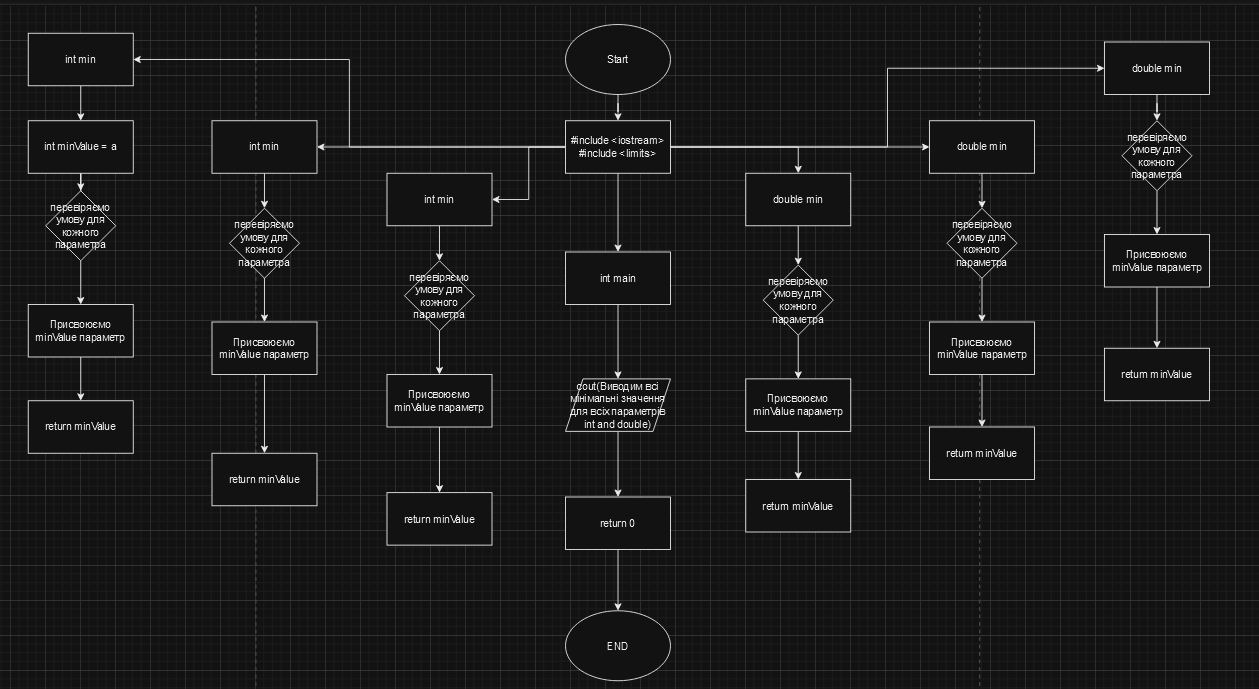 Start
#include <iostream>
#include <limits>
int main
cout(Виводим всі
мінімальні значення
для всіх параметрів
int and double)
return 0
END
int min
int minValue = a
перевіряємо
умову для
кожного
параметра
Присвоюємо
minValue параметр
return minValue
int min
перевіряємо
умову для
кожного
параметра
Присвоюємо
minValue параметр
return minValue
int min
перевіряємо
умову для
кожного
параметра
Присвоюємо
minValue параметр
return minValue
double min
перевіряємо
умову для
кожного
параметра
Присвоюємо
minValue параметр
return minValue
double min
перевіряємо
умову для
кожного
параметра
Присвоюємо
minValue параметр
return minValue
double min
перевіряємо
умову для
кожного
параметра
Присвоюємо
minValue параметр
return minValue